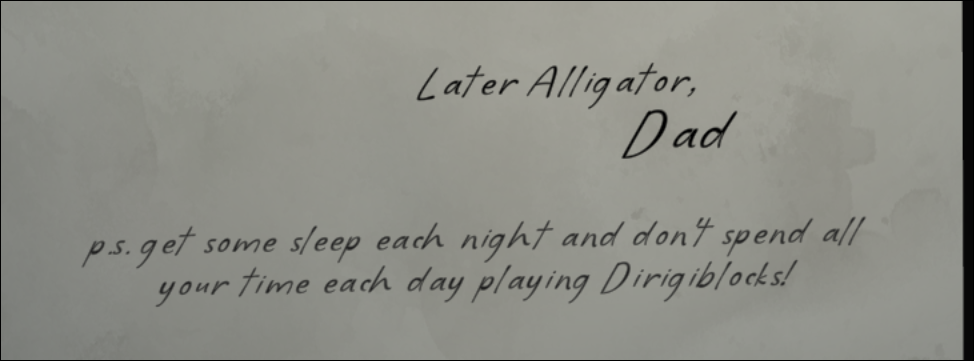 Later Alligator,
Dad
p.s. get some sleep each night and don't spend all
your time each day playing Dirigiblocks!